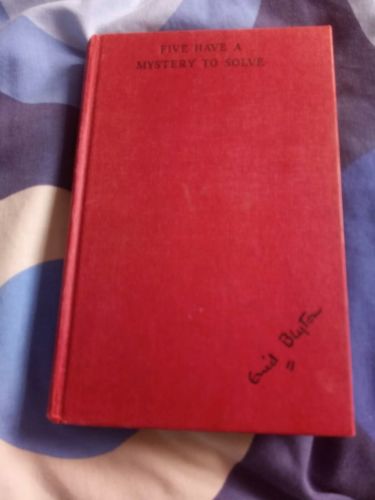 FIVE HAVE A
MYSTERY TO SOLVE
Enid Blyton